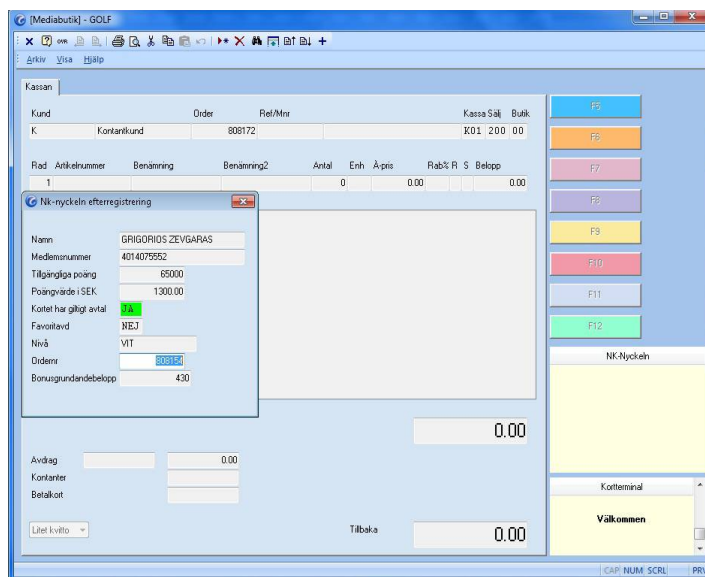 [Mediabutik] - GOLF
OVR
Arkiv Visa Hjälp
Kassan
Kund Order Ref/Mnr Kassa Sälj Butik
K Kontantkund 808172 K01 200 00
Rad Artikelnummer Benämning Benämning2 Antal Enh À-pris Rab% R S Belopp
1 0 0.00 0.00
Nk-nyckeln efterregistrering
Namn GRIGORIOS ZEVGARAS
Medlemsnummer 4014075552
Tillgängliga poäng 65000
Poängvärde i SEK 1300.00
Kortet har giltigt avtal JA
Favoritavd NEJ
Nivå VIT
Ordernr 808154
Bonusgrundandebelopp 430
0.00
Avdrag 0.00
Kontanter
Betalkort
Litet kvitto Tillbaka 0.00
F5
F6
F7
F8
F9
F10
F11
F12
NK-Nyckeln
Kortterminal
Välkommen
CAP NUM SCRL PRV